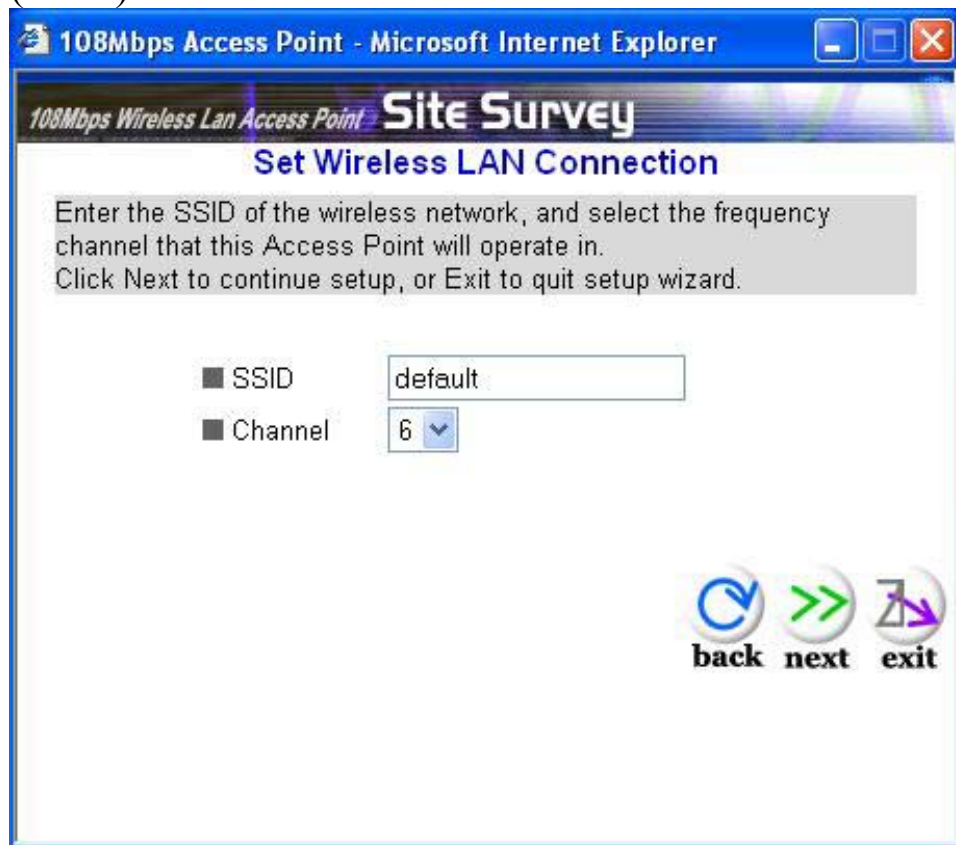 108Mbps Access Point - Microsoft Internet Explorer
108Mbps Wireless Lan Access Point Site Survey
Set Wireless LAN Connection
Enter the SSID of the wireless network, and select the frequency
channel that this Access Point will operate in.
Click Next to continue setup, or Exit to quit setup wizard.
SSID default
Channel 6
back next exit